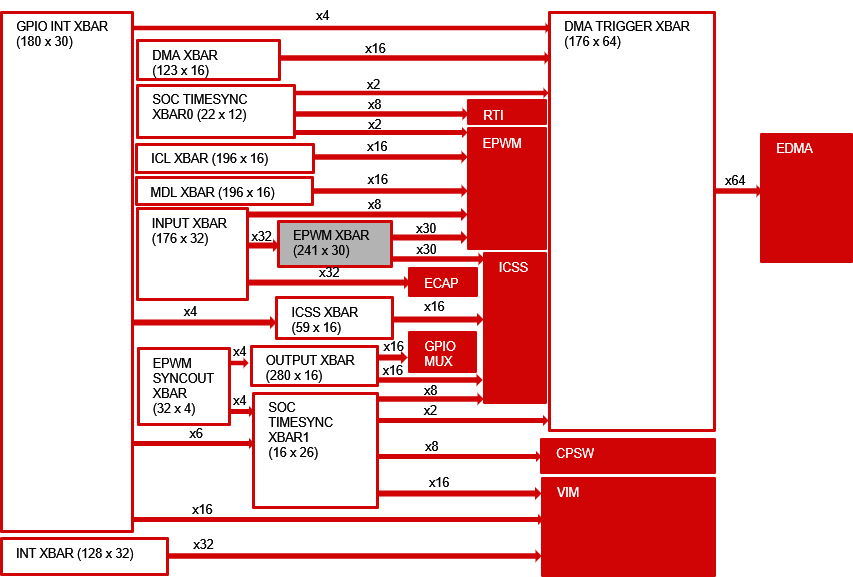 GPIO INT XBAR
(180 x 30)
x4
DMA TRIGGER XBAR
(176 x 64)
DMA XBAR
(123 x 16)
x16
SOC TIMESYNC
XBAR0 (22 x 12)
x2
x8
x2
RTI
EPWM
ICL XBAR (196 x 16)
x16
MDL XBAR (196 x 16)
x16
EDMA
x64
INPUT XBAR
(176 x 32)
x8
x32
EPWM XBAR
(241 x 30)
x30
x30
ICSS
x32
ECAP
x4
ICSS XBAR
(59 x 16)
x16
EPWM
SYNCOUT
XBAR
(32 x 4)
x4
OUTPUT XBAR
(280 x 16)
x16
GPIO
MUX
x16
x4
SOC
TIMESYNC
XBAR1
(16 x 26)
x8
x2
x6
x8
CPSW
x16
VIM
x16
INT XBAR (128 x 32)
x32